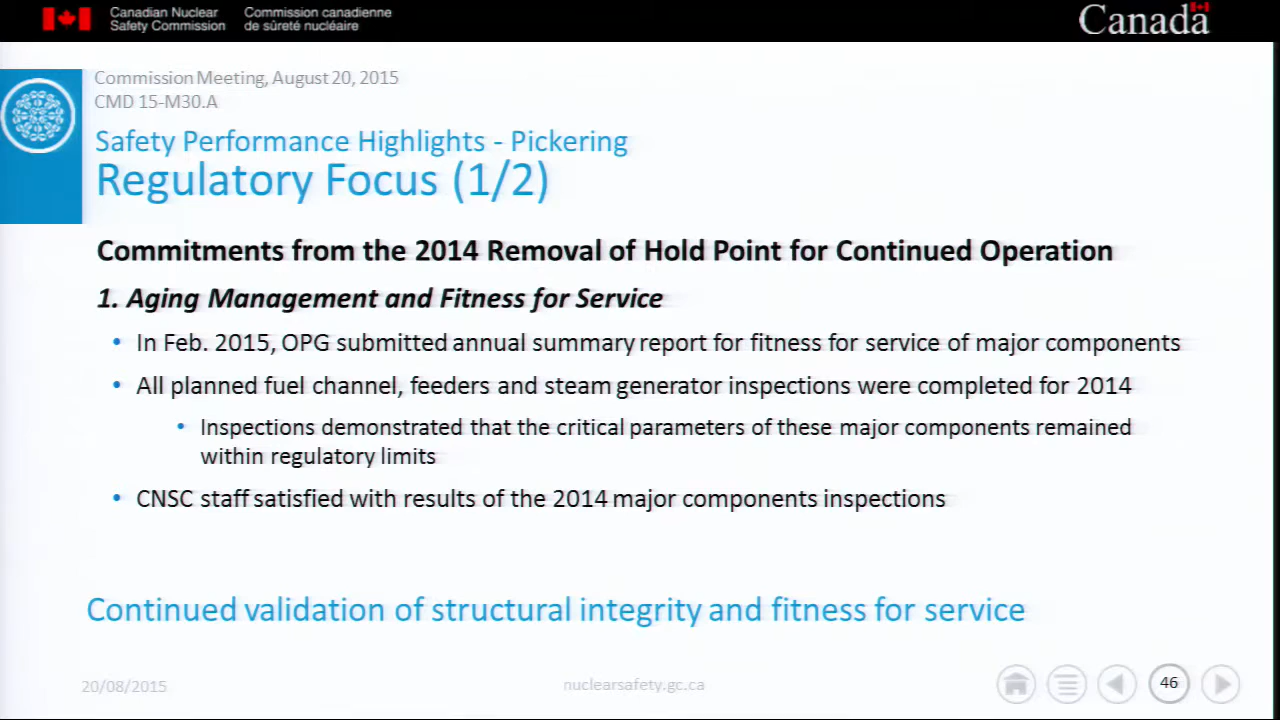 Canadian Nuclear Commission canadienne
Safety Commission de sûreté nucléaire
Canada
Commission Meeting, August 20, 2015
CMD 15-M30.A
Safety Performance Highlights - Pickering
Regulatory Focus (1/2)
Commitments from the 2014 Removal of Hold Point for Continued Operation
1. Aging Management and Fitness for Service
• In Feb. 2015, OPG submitted annual summary report for fitness for service of major components
• All planned fuel channel, feeders and steam generator inspections were completed for 2014
• Inspections demonstrated that the critical parameters of these major components remained
within regulatory limits
• CNSC staff satisfied with results of the 2014 major components inspections
Continued validation of structural integrity and fitness for service
20/08/2015
nuclearsafety.gc.ca
46